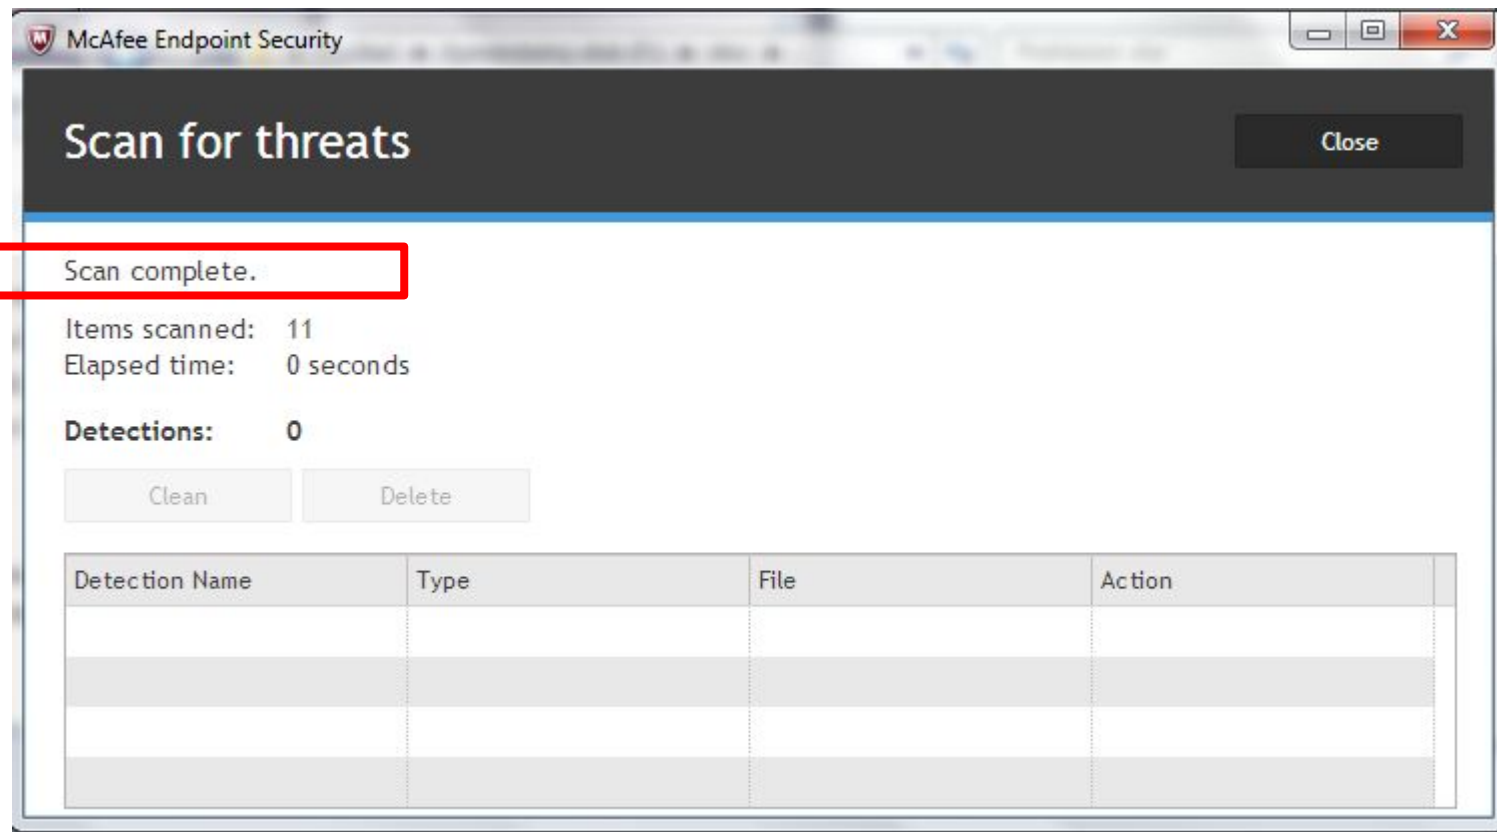 McAfee Endpoint Security
Scan for threats
Close
Scan complete.
Items scanned: 11
Elapsed time: 0 seconds
Detections: 0
Clean Delete
Detection Name Type File Action